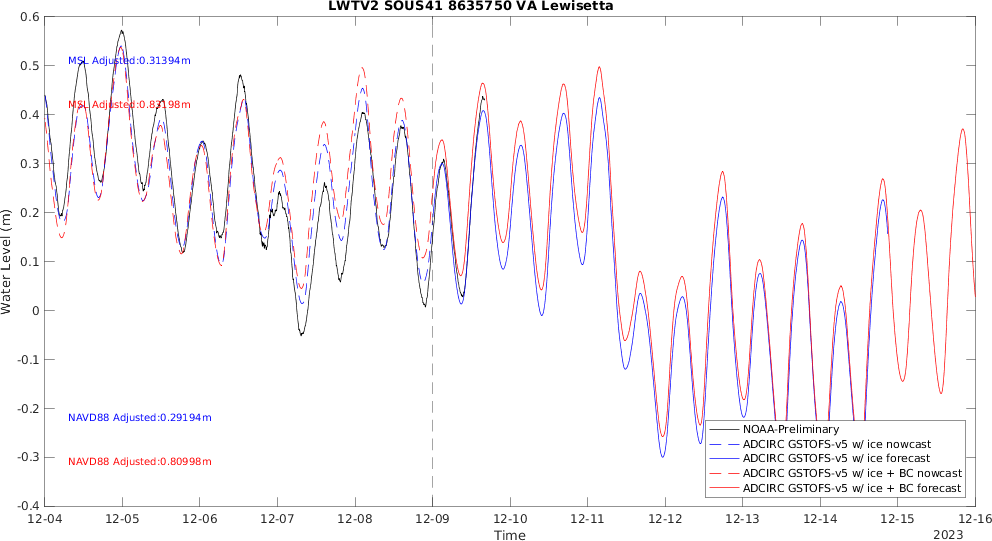 LWTV2 SOUS41 8635750 VA Lewisetta
0.6
0.5
0.4
0.3
0.2
0.1
0
-0.1
-0.2
-0.3
-0.4
Water Level (m)
MSL Adjusted:0.31394m
MSL Adjusted:0.83198m
NAVD88 Adjusted:0.29194m
NAVD88 Adjusted:0.80998m
NOAA-Preliminary
ADCIRC GSTOFS-v5 w/ ice nowcast
ADCIRC GSTOFS-v5 w/ ice forecast
ADCIRC GSTOFS-v5 w/ ice + BC nowcast
ADCIRC GSTOFS-v5 w/ ice + BC forecast
12-04 12-05 12-06 12-07 12-08 12-09 12-10 12-11 12-12 12-13 12-14 12-15 12-16
Time
2023